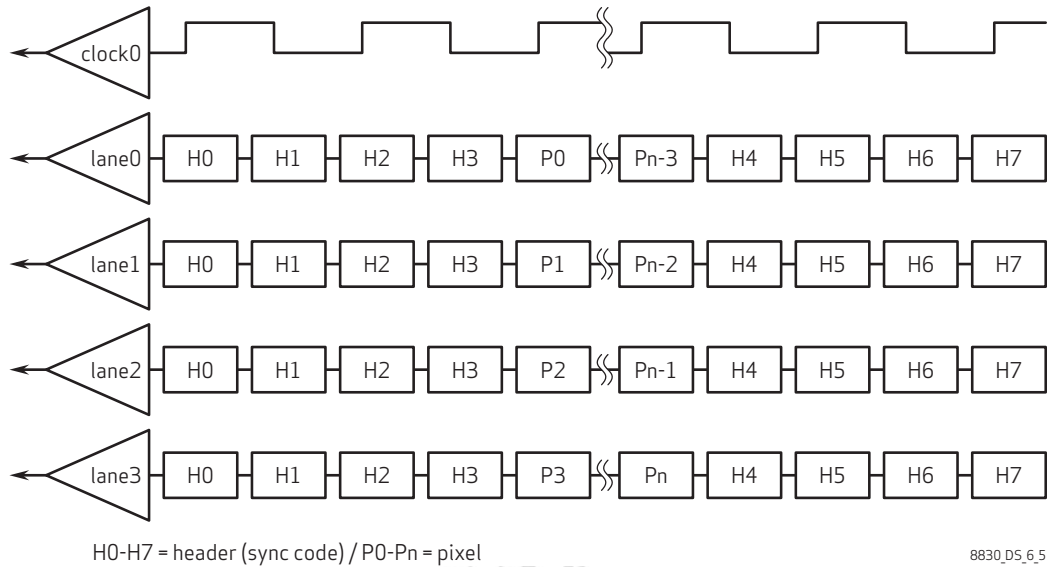 clock0
lane0 H0 H1 H2 H3 P0 Pn-3 H4 H5 H6 H7
lane1 H0 H1 H2 H3 P1 Pn-2 H4 H5 H6 H7
lane2 H0 H1 H2 H3 P2 Pn-1 H4 H5 H6 H7
lane3 H0 H1 H2 H3 P3 Pn H4 H5 H6 H7
H0-H7 = header (sync code) / P0-Pn = pixel
8830_DS_6_5